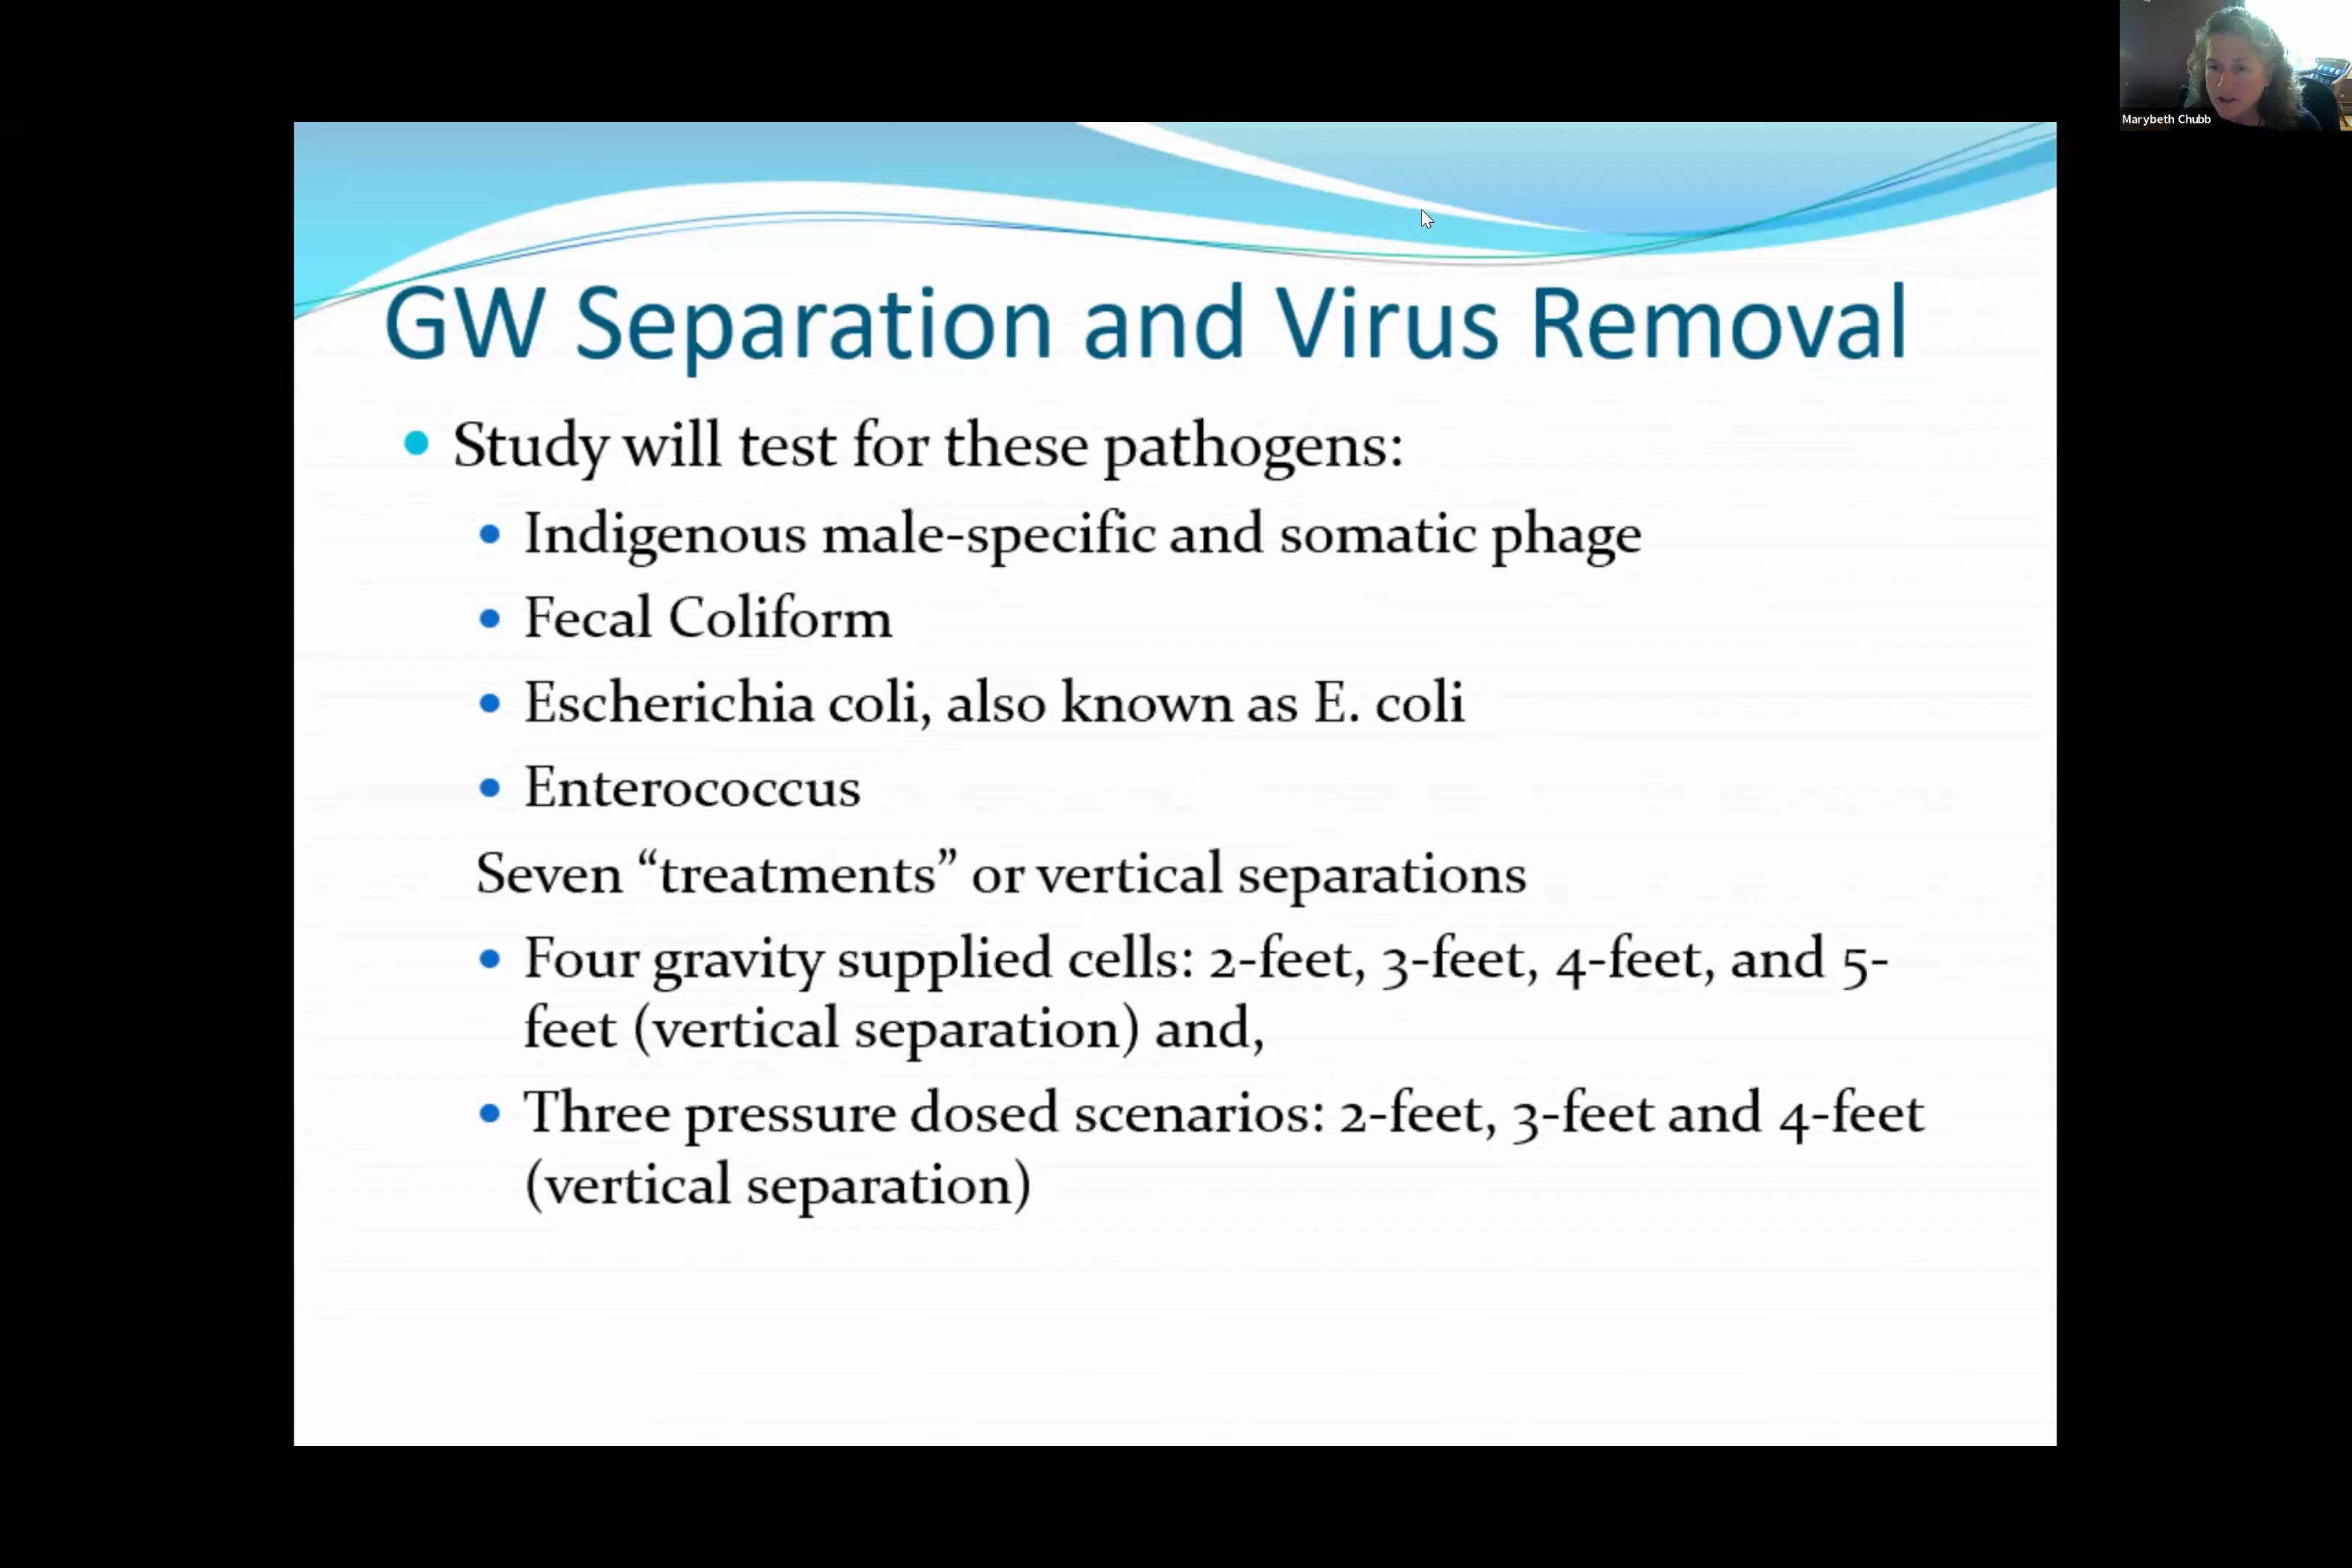 Marybeth Chubb
GW Separation and Virus Removal
Study will test for these pathogens:
Indigenous male-specific and somatic phage
Fecal Coliform
Escherichia coli, also known as E. coli
Enterococcus
Seven “treatments” or vertical separations
Four gravity supplied cells: 2-feet, 3-feet, 4-feet, and 5-
feet (vertical separation) and,
Three pressure dosed scenarios: 2-feet, 3-feet and 4-feet
(vertical separation)